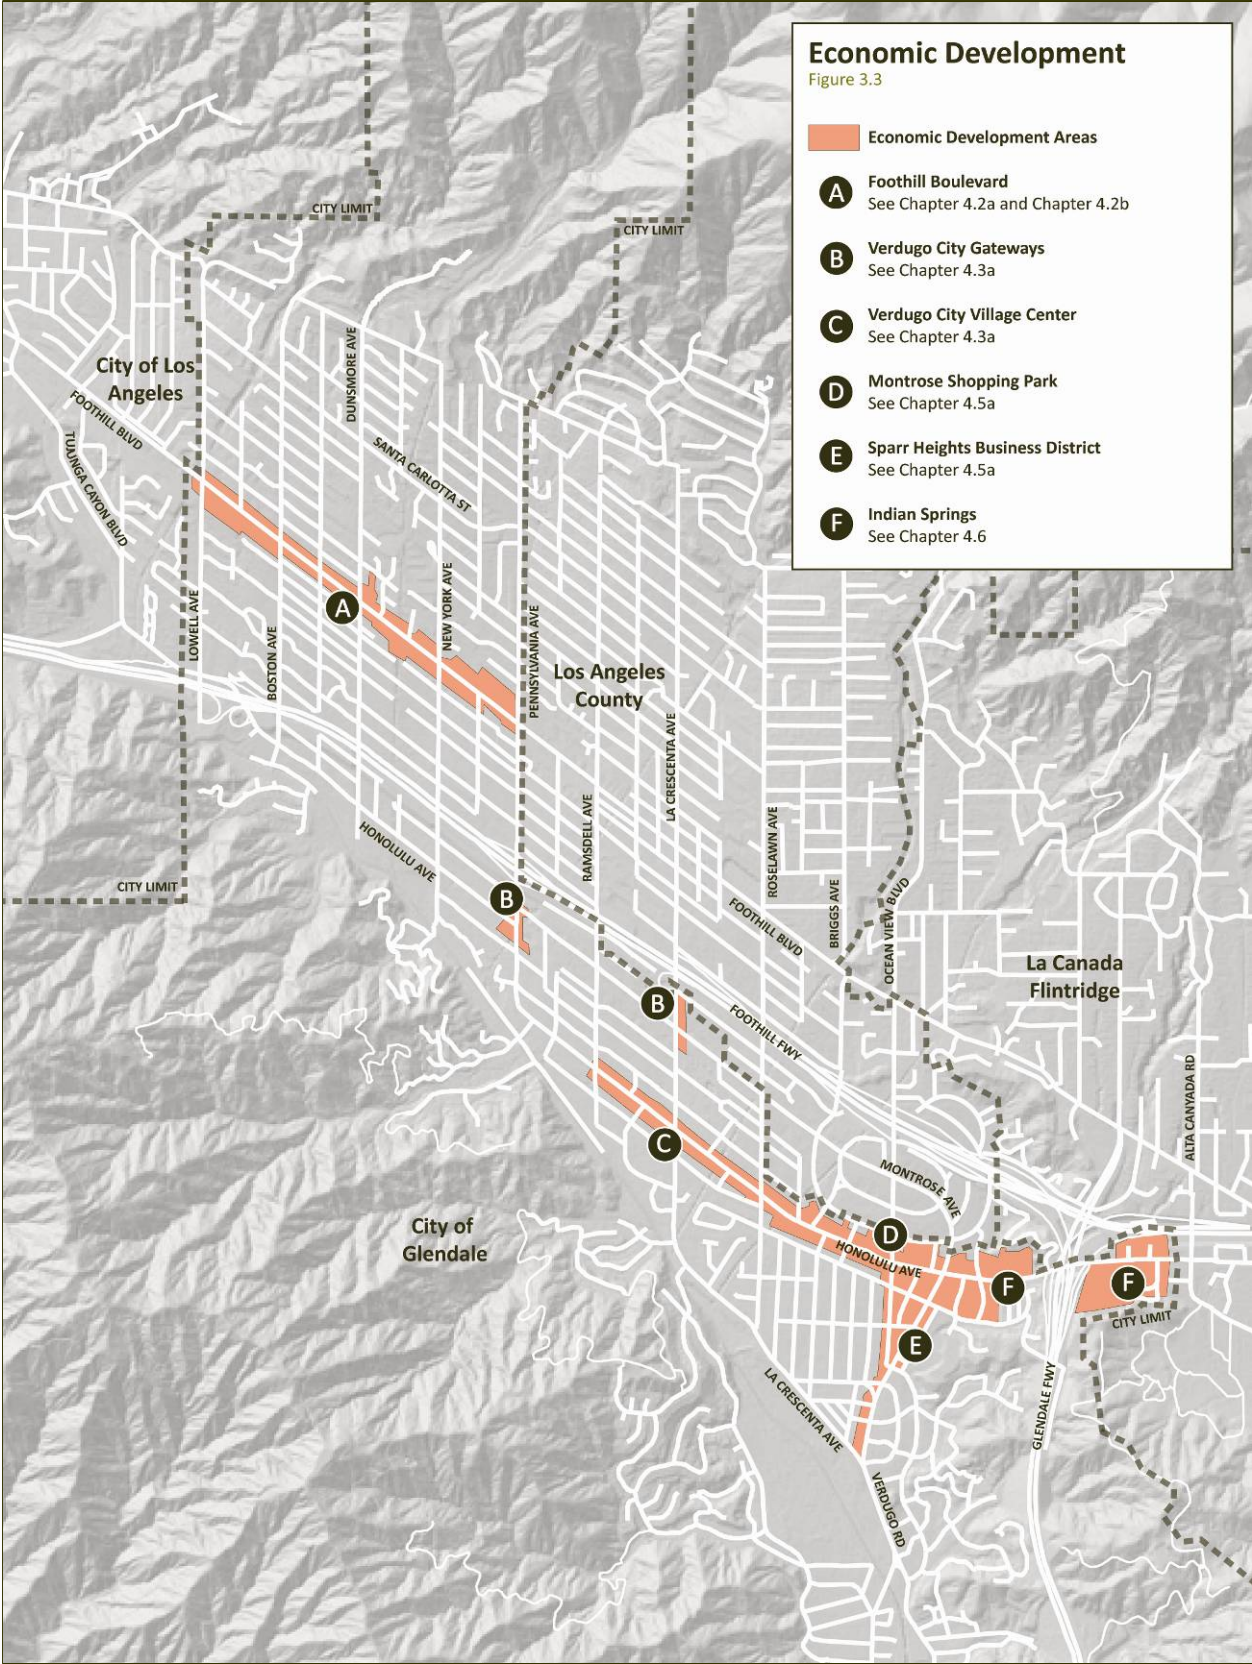 Economic Development
Figure 3.3
Economic Development Areas
A
Foothill Boulevard
See Chapter 4.2a and Chapter 4.2b
B
Verdugo City Gateways
See Chapter 4.3a
C
Verdugo City Village Center
See Chapter 4.3a
D
Montrose Shopping Park
See Chapter 4.5a
E
Sparr Heights Business District
See Chapter 4.5a
F
Indian Springs
See Chapter 4.6
CITY LIMIT
CITY LIMIT
City of Los
Angeles
FOOTHILL BLVD
TUJUNGA CAYON BLVD
DUNSMORE AVE
SANTA CARLOTTA ST
LOWELL AVE
BOSTON AVE
A
NEW YORK AVE
PENNSYLVANIA AVE
Los Angeles
County
LA CRESCENTA AVE
RAMSDELL AVE
ROSELAWN AVE
HONOLULU AVE
CITY LIMIT
B
BRIGGS AVE
OCEAN VIEW BLVD
FOOTHILL BLVD
La Canada
Flintridge
B
FOOTHILL FWY
ALTA CANYADA RD
C
MONTROSE AVE
City of
Glendale
D
HONOLULU AVE
F
F
CITY LIMIT
E
LA CRESCENTA AVE
GLENDALE FWY
VERDUGO RD